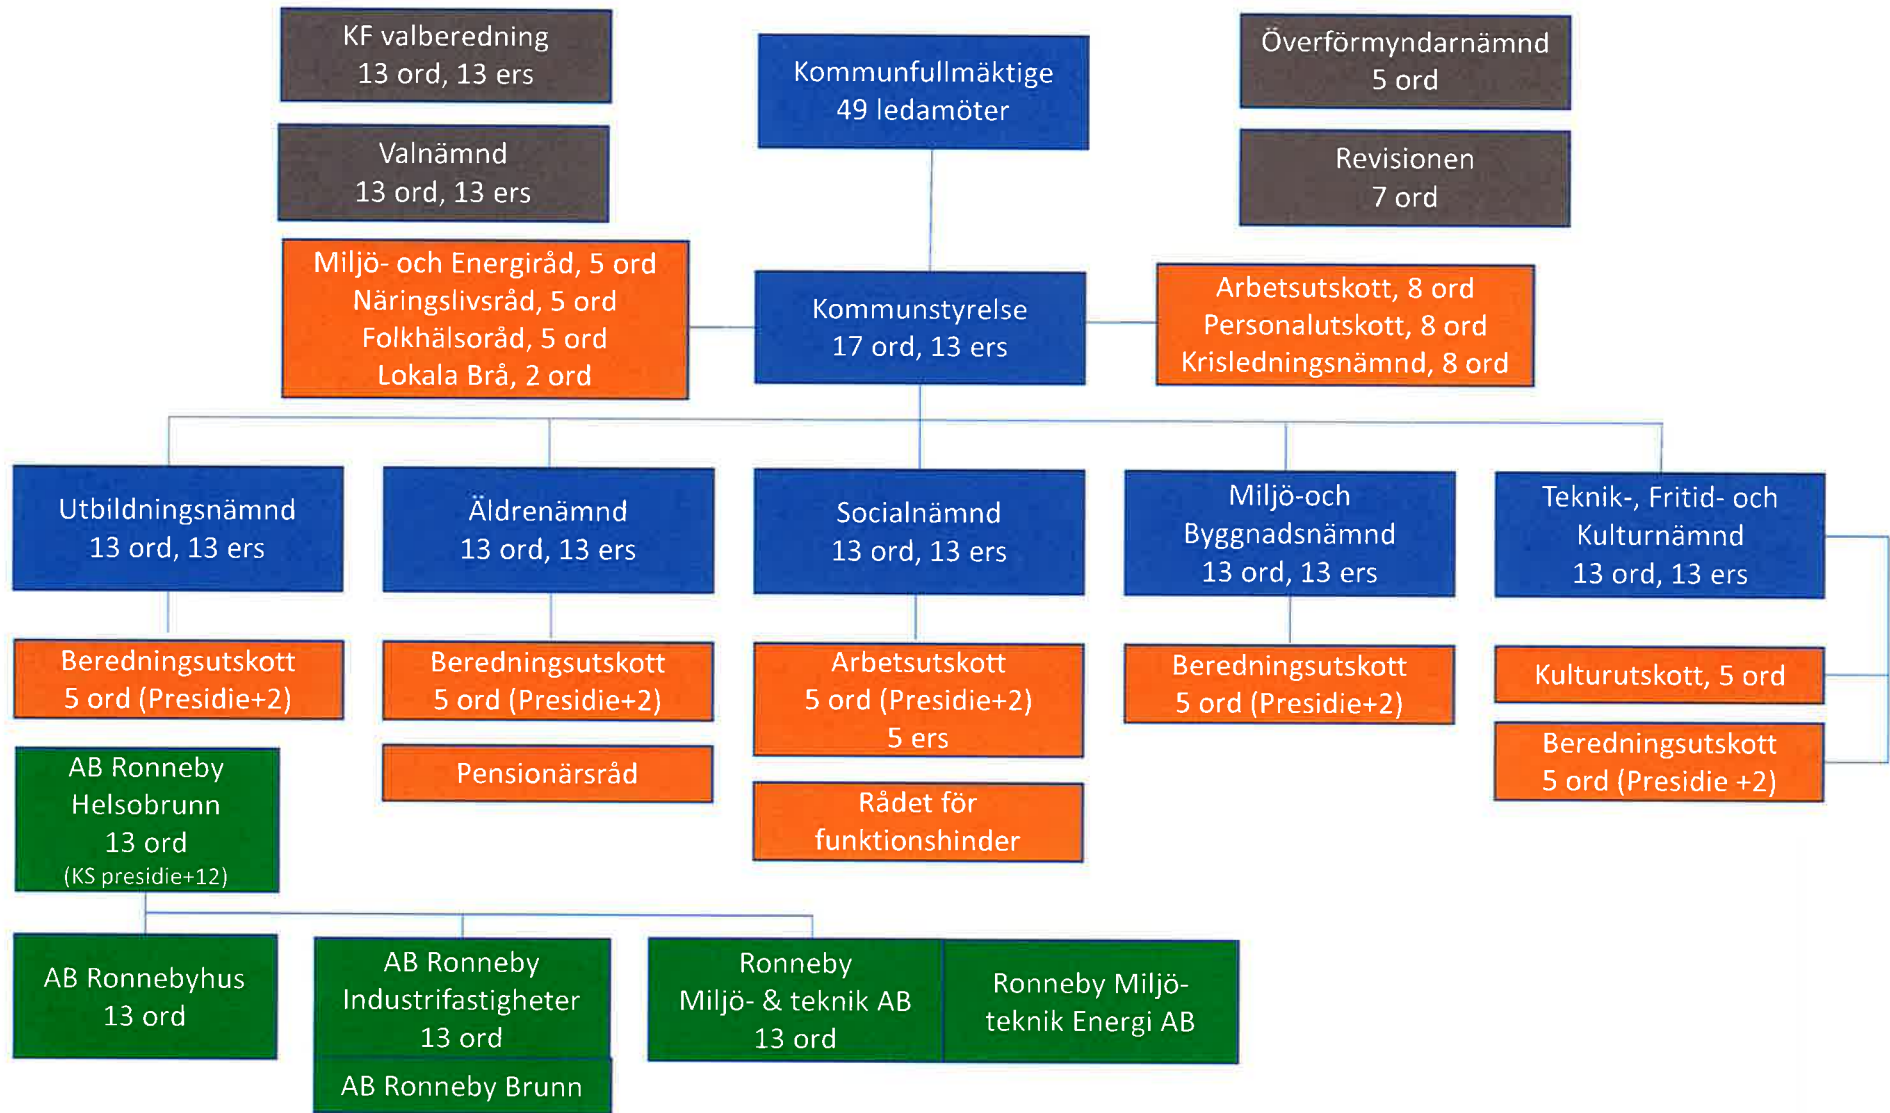 KF valberedning
13 ord, 13 ers
Kommunfullmäktige
49 ledamöter
Överförmyndarnämnd
5 ord
Valnämnd
13 ord, 13 ers
Revisionen
7 ord
Miljö- och Energiråd, 5 ord
Näringslivsråd, 5 ord
Folkhälsoråd, 5 ord
Lokala Brå, 2 ord
Kommunstyrelse
17 ord, 13 ers
Arbetsutskott, 8 ord
Personalutskott, 8 ord
Krisledningsnämnd, 8 ord
Utbildningsnämnd
13 ord, 13 ers
Äldrenämnd
13 ord, 13 ers
Socialnämnd
13 ord, 13 ers
Miljö-och
Byggnadsnämnd
13 ord, 13 ers
Teknik-, Fritid- och
Kulturnämnd
13 ord, 13 ers
Beredningsutskott
5 ord (Presidie+2)
Beredningsutskott
5 ord (Presidie+2)
Arbetsutskott
5 ord (Presidie+2)
5 ers
Beredningsutskott
5 ord (Presidie+2)
Kulturutskott, 5 ord
Beredningsutskott
5 ord (Presidie +2)
Pensionärsråd
Rådet för
funktionshinder
AB Ronneby
Helsobrunn
13 ord
(KS presidie+12)
AB Ronnebyhus
13 ord
AB Ronneby
Industrifastigheter
13 ord
AB Ronneby Brunn
Ronneby
Miljö- & teknik AB
13 ord
Ronneby Miljö-
teknik Energi AB